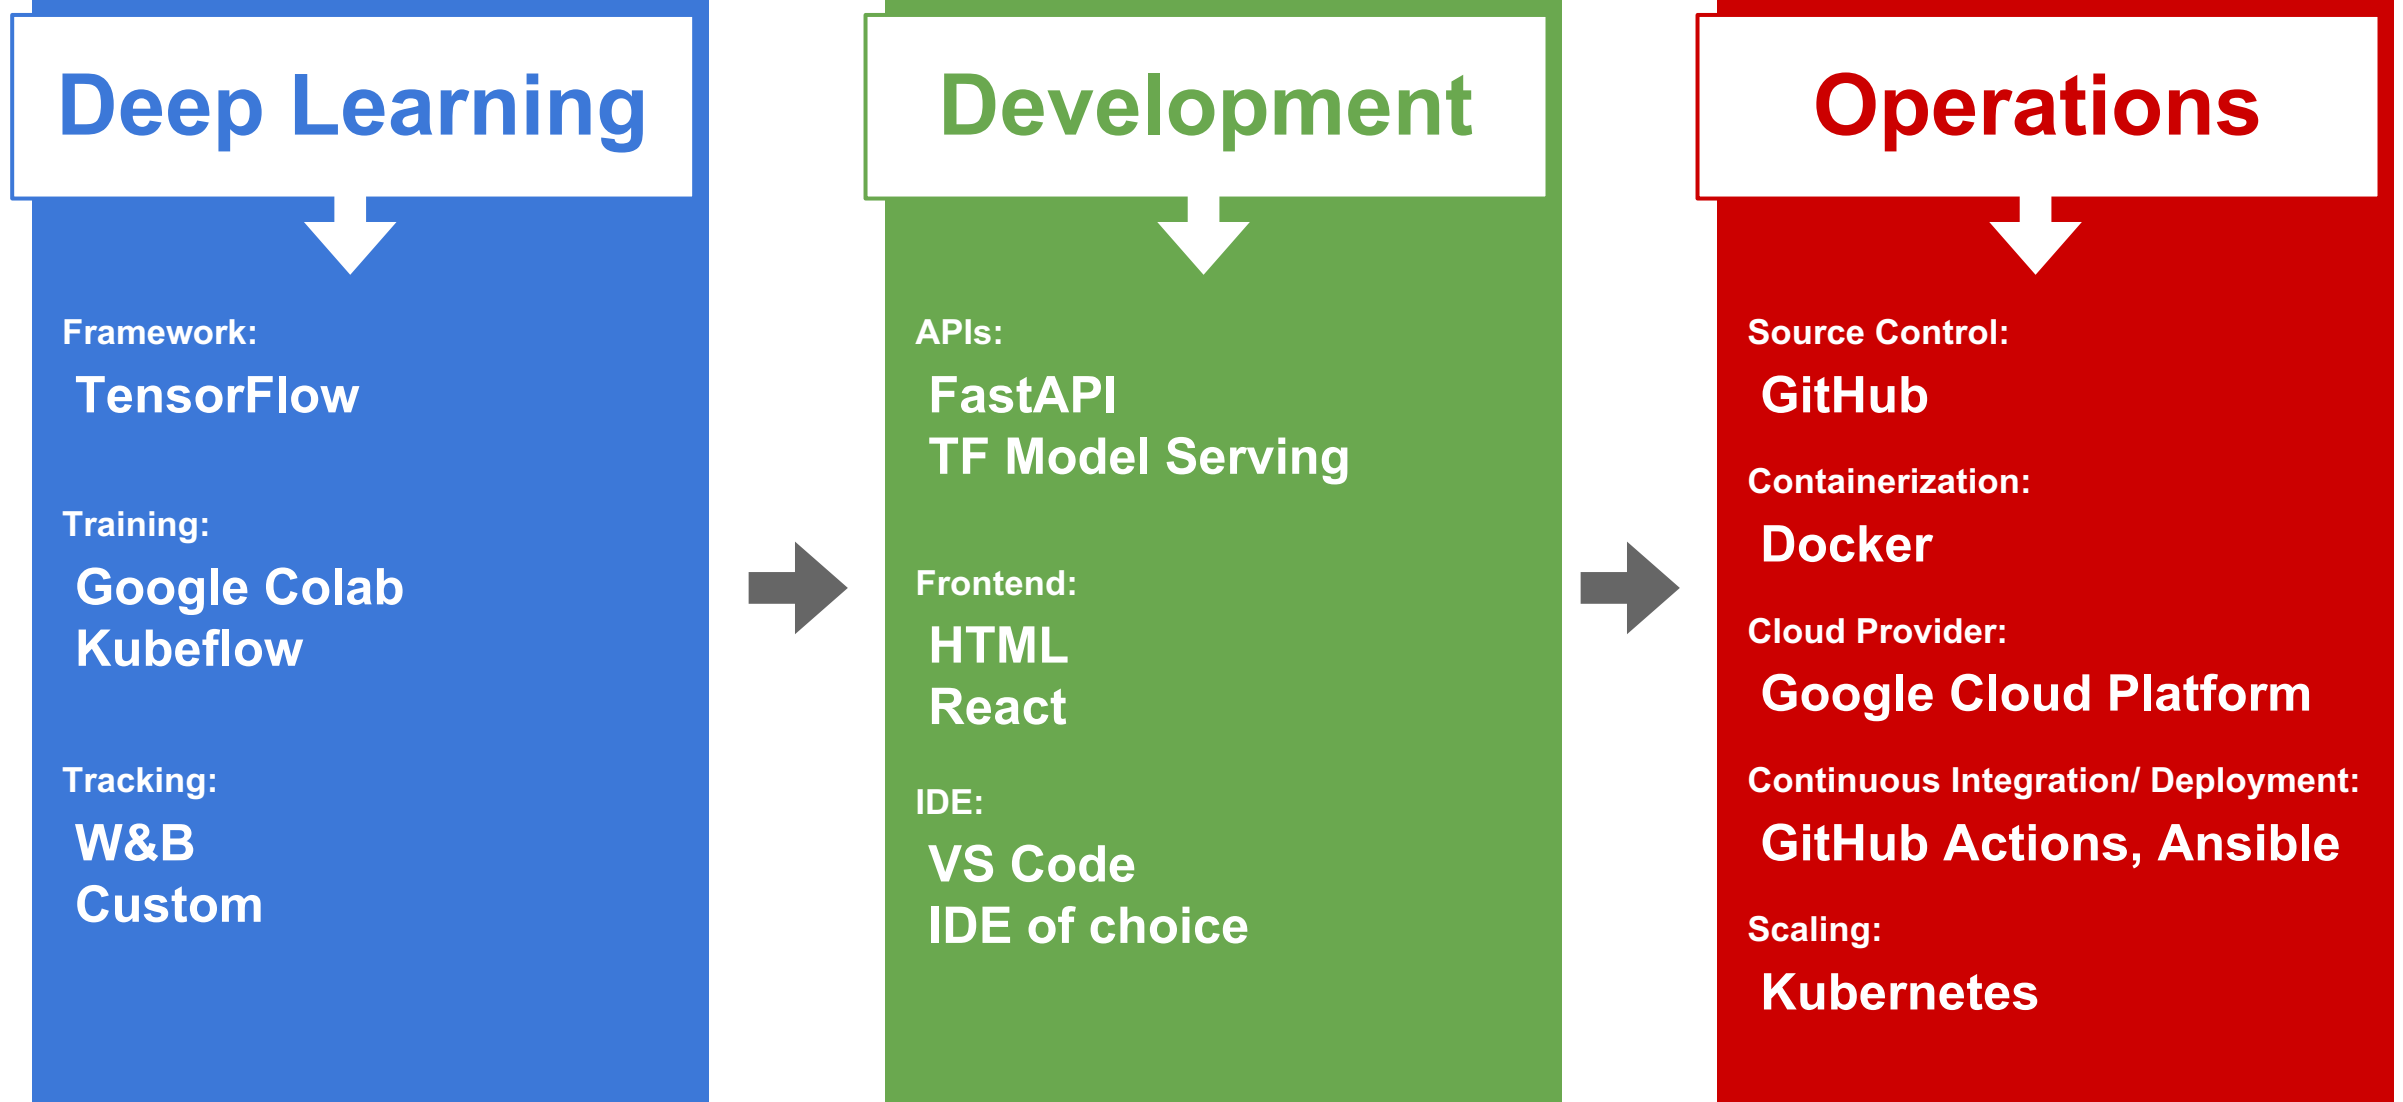 Deep Learning
Framework:
TensorFlow
Training:
Google Colab
Kubeflow
Tracking:
W&B
Custom
Development
APIs:
FastAPI
TF Model Serving
Frontend:
HTML
React
IDE:
VS Code
IDE of choice
Operations
Source Control:
GitHub
Containerization:
Docker
Cloud Provider:
Google Cloud Platform
Continuous Integration/ Deployment:
GitHub Actions, Ansible
Scaling:
Kubernetes